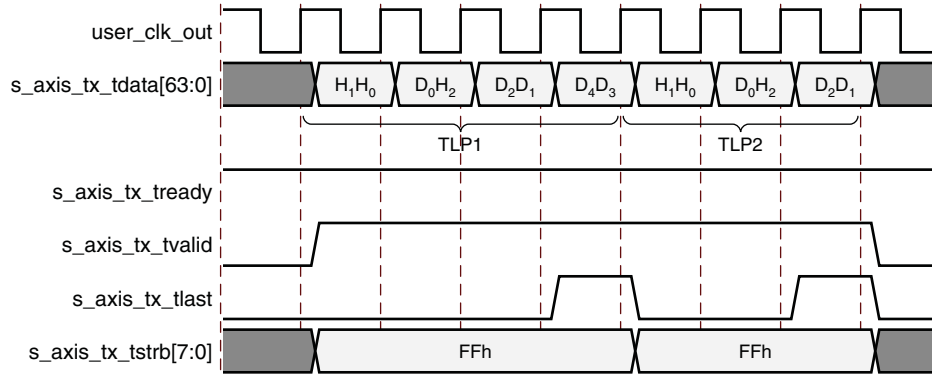 user_clk_out
s_axis_tx_tdata[63:0] H₁H₀ D₀H₂ D₂D₁ D₄D₃ H₁H₀ D₀H₂ D₂D₁
TLP1 TLP2
s_axis_tx_tready
s_axis_tx_tvalid
s_axis_tx_tlast
s_axis_tx_tstrb[7:0] FFh FFh